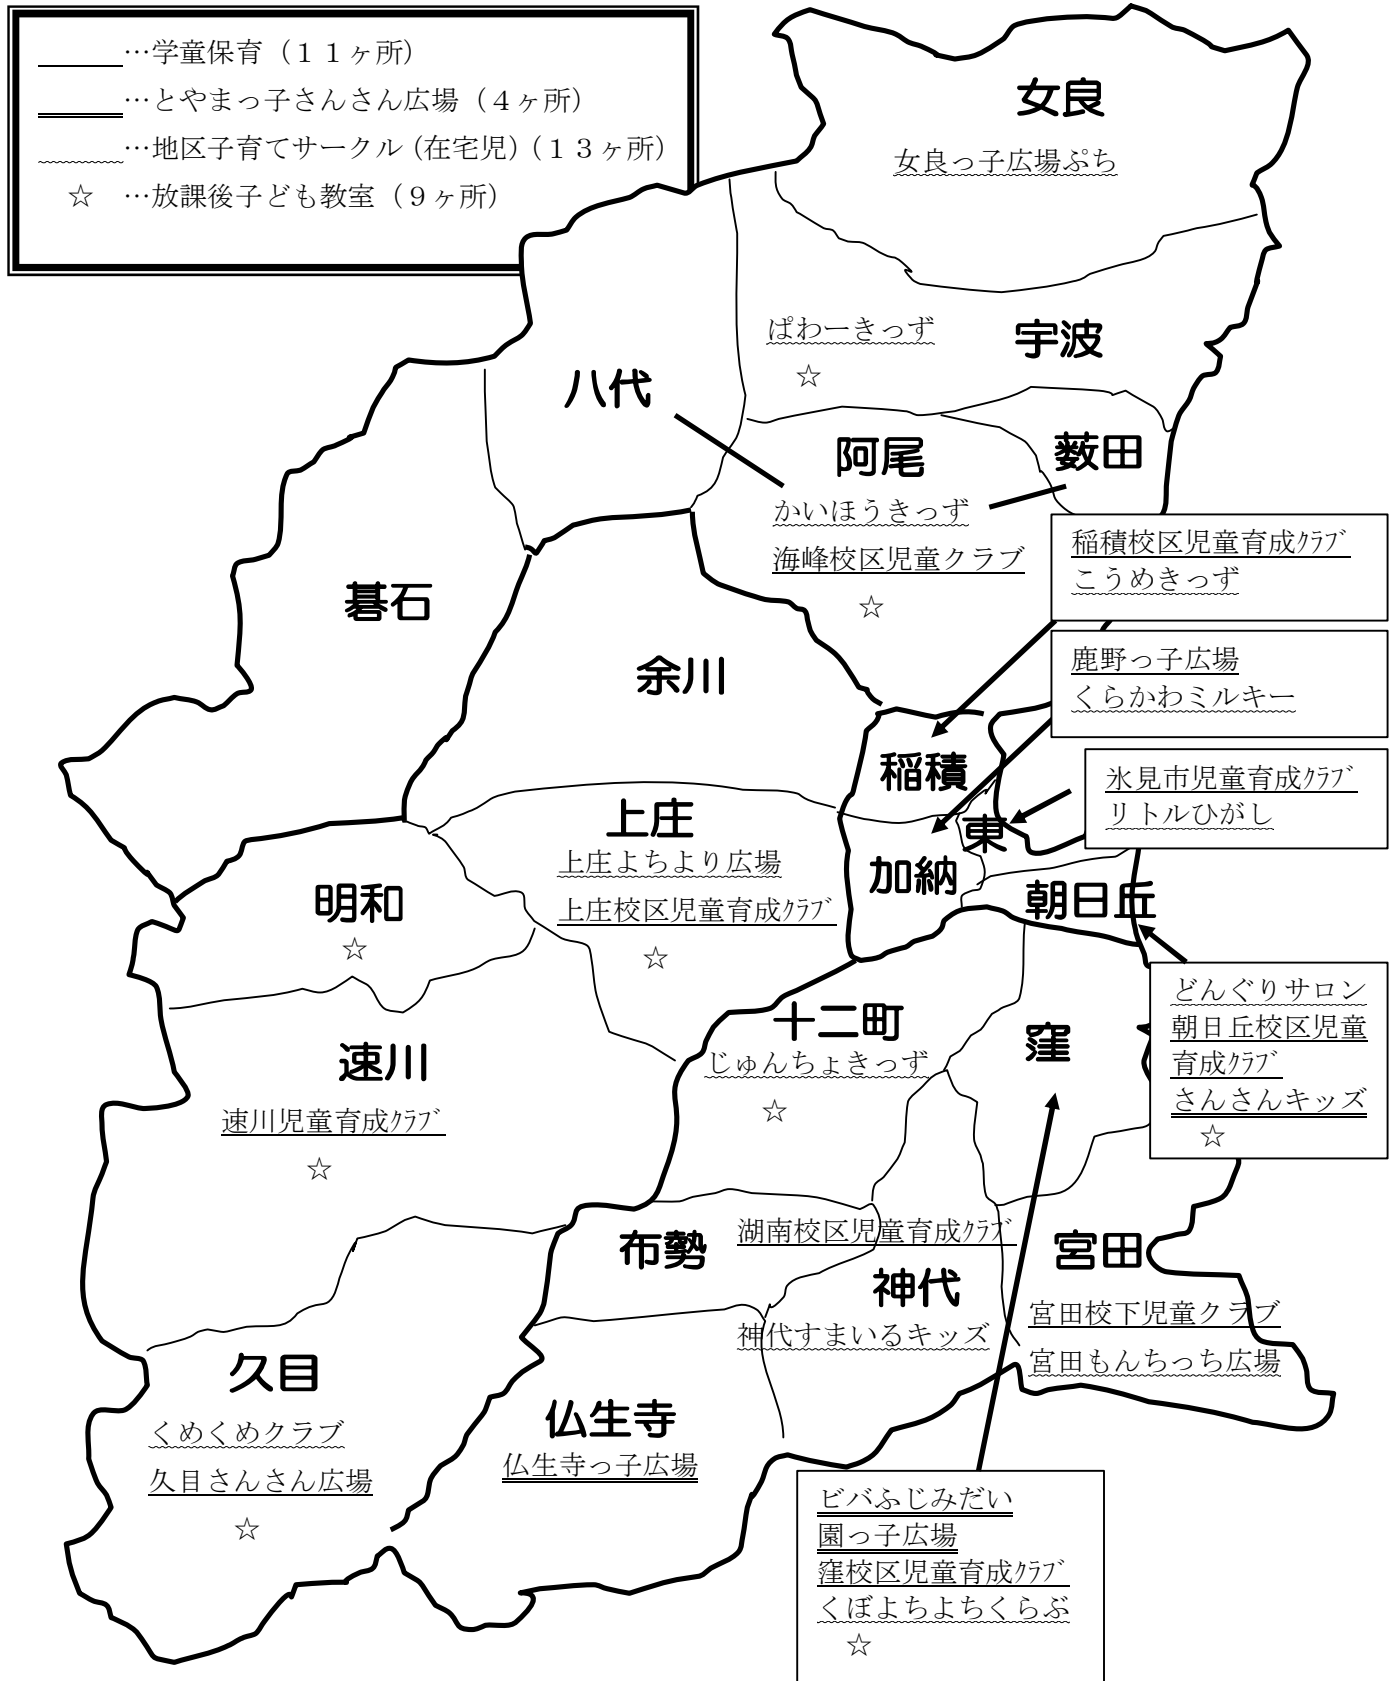 …学童保育（１１ヶ所）
…とやまっ子さんさん広場（４ヶ所）
…地区子育てサークル（在宅児）（１３ヶ所）
☆ …放課後子ども教室（９ヶ所）
女良
女良っ子広場ぷち
ぱわーきっず
宇波
☆
八代
阿尾
薮田
かいほうきっず
海峰校区児童クラブ
☆
稲積校区児童育成ｸﾗﾌﾞ
こうめきっず
碁石
余川
鹿野っ子広場
くらかわミルキー
稲積
氷見市児童育成ｸﾗﾌﾞ
リトルひがし
東
上庄
上庄よちより広場
上庄校区児童育成ｸﾗﾌﾞ
☆
加納
朝日丘
明和
☆
どんぐりサロン
朝日丘校区児童
育成ｸﾗﾌﾞ
さんさんキッズ
☆
十二町
じゅんちょきっず
☆
窪
速川
速川児童育成ｸﾗﾌﾞ
☆
布勢
湖南校区児童育成ｸﾗﾌﾞ
宮田
宮田校下児童クラブ
宮田もんちっち広場
神代
神代すまいるキッズ
久目
くめくめクラブ
久目さんさん広場
☆
仏生寺
仏生寺っ子広場
ビバふじみだい
園っ子広場
窪校区児童育成ｸﾗﾌﾞ
くぼよちよちくらぶ
☆